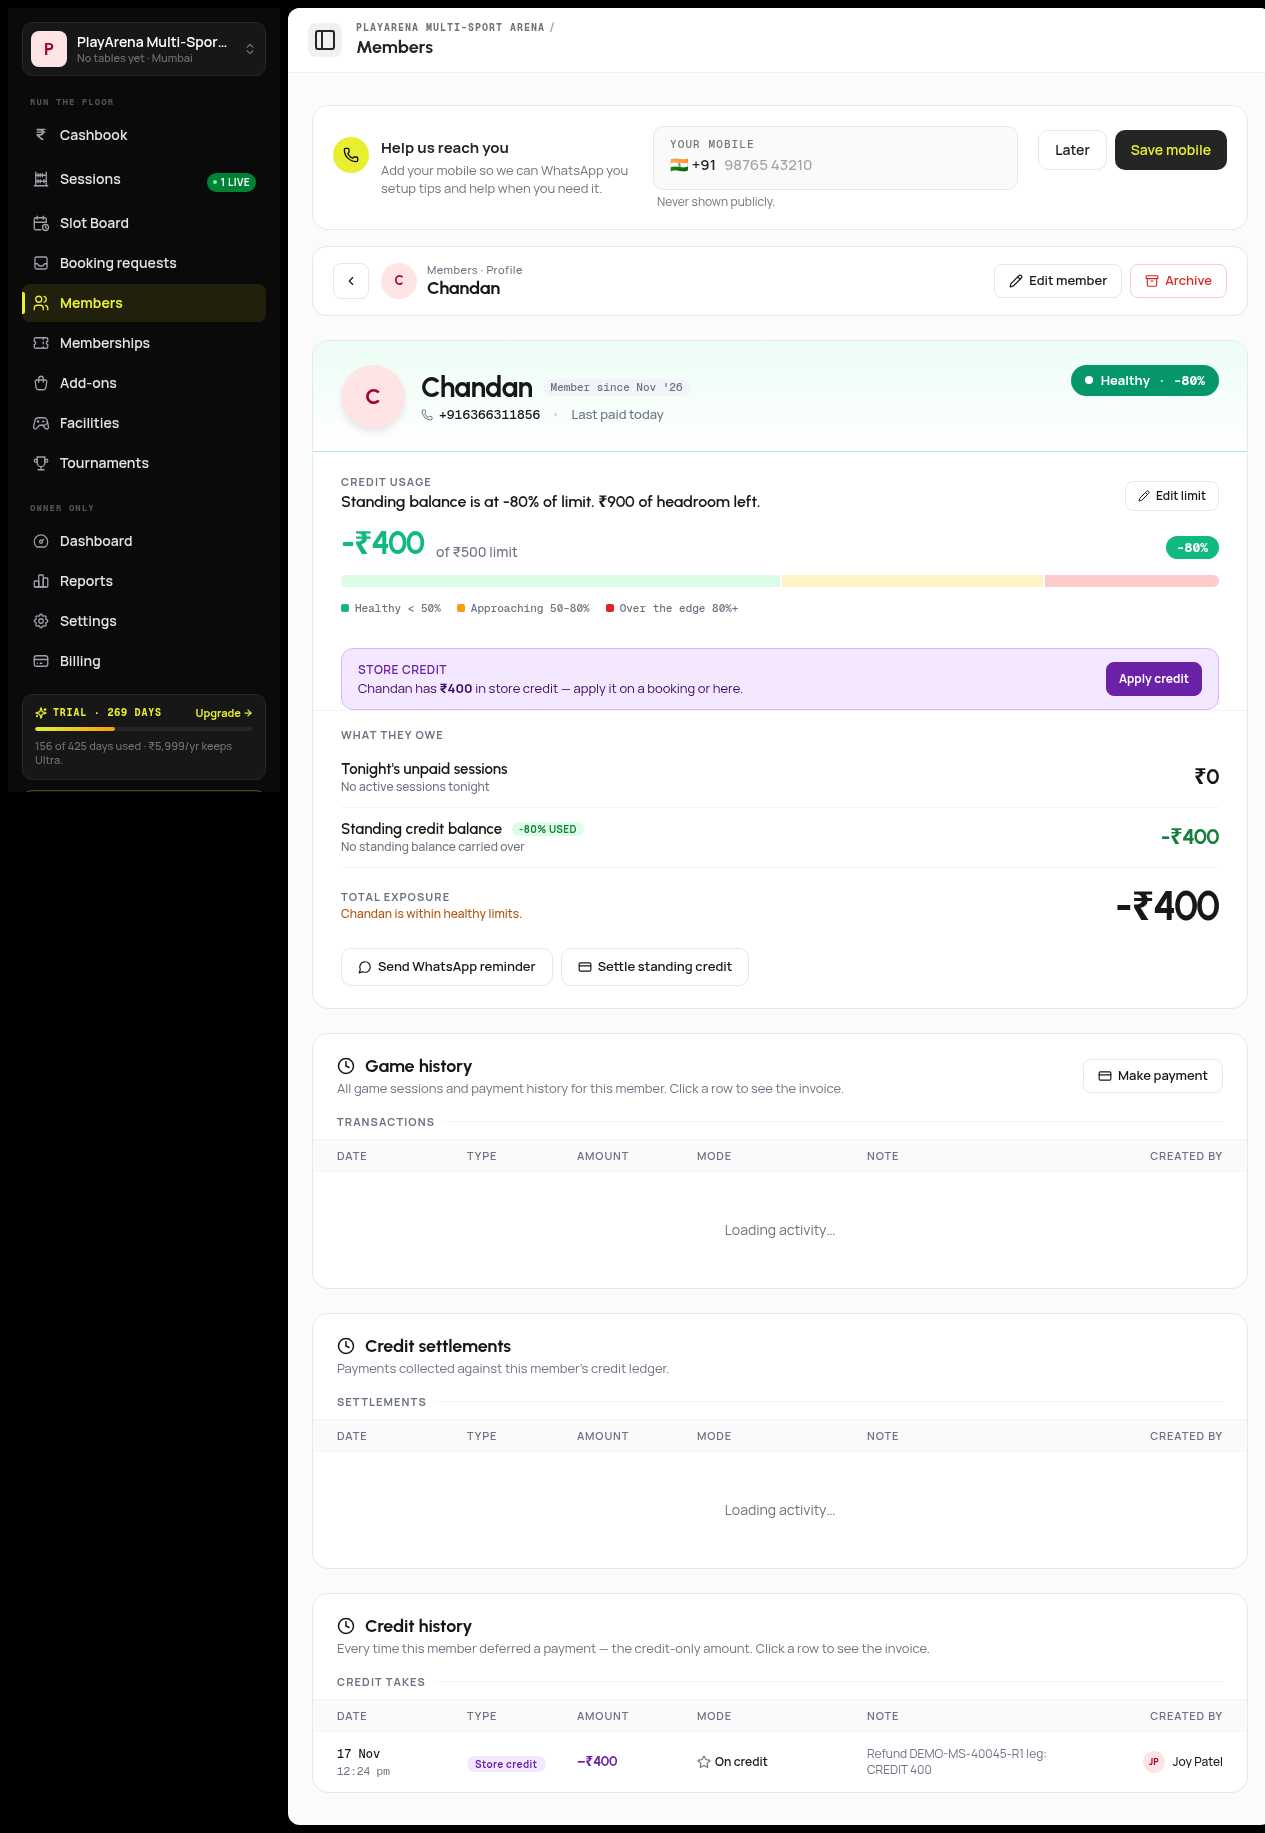 P
PlayArena Multi-Spor...
No tables yet · Mumbai
RUN THE FLOOR
Cashbook
Sessions
1 LIVE
Slot Board
Booking requests
Members
Memberships
Add-ons
Facilities
Tournaments
OWNER ONLY
Dashboard
Reports
Settings
Billing
TRIAL · 269 DAYS
Upgrade →
156 of 425 days used · ₹5,999/yr keeps
Ultra.
PLAYARENA MULTI-SPORT ARENA /
Members
Help us reach you
Add your mobile so we can WhatsApp you
setup tips and help when you need it.
YOUR MOBILE
+91 98765 43210
Never shown publicly.
Later
Save mobile
C
Members · Profile
Chandan
Edit member
Archive
C
Chandan
Member since Nov '26
+916366311856 · Last paid today
Healthy · -80%
CREDIT USAGE
Standing balance is at -80% of limit. ₹900 of headroom left.
Edit limit
-₹400 of ₹500 limit
-80%
Healthy < 50%
Approaching 50-80%
Over the edge 80%+
STORE CREDIT
Chandan has ₹400 in store credit — apply it on a booking or here.
Apply credit
WHAT THEY OWE
Tonight's unpaid sessions
No active sessions tonight
₹0
Standing credit balance
-80% USED
No standing balance carried over
-₹400
TOTAL EXPOSURE
Chandan is within healthy limits.
-₹400
Send WhatsApp reminder
Settle standing credit
Game history
All game sessions and payment history for this member. Click a row to see the invoice.
Make payment
TRANSACTIONS
DATE TYPE AMOUNT MODE NOTE CREATED BY
Loading activity...
Credit settlements
Payments collected against this member's credit ledger.
SETTLEMENTS
DATE TYPE AMOUNT MODE NOTE CREATED BY
Loading activity...
Credit history
Every time this member deferred a payment — the credit-only amount. Click a row to see the invoice.
CREDIT TAKES
DATE TYPE AMOUNT MODE NOTE CREATED BY
17 Nov
12:24 pm
Store credit
−₹400
On credit
Refund DEMO-MS-40045-R1 leg:
CREDIT 400
JP
Joy Patel